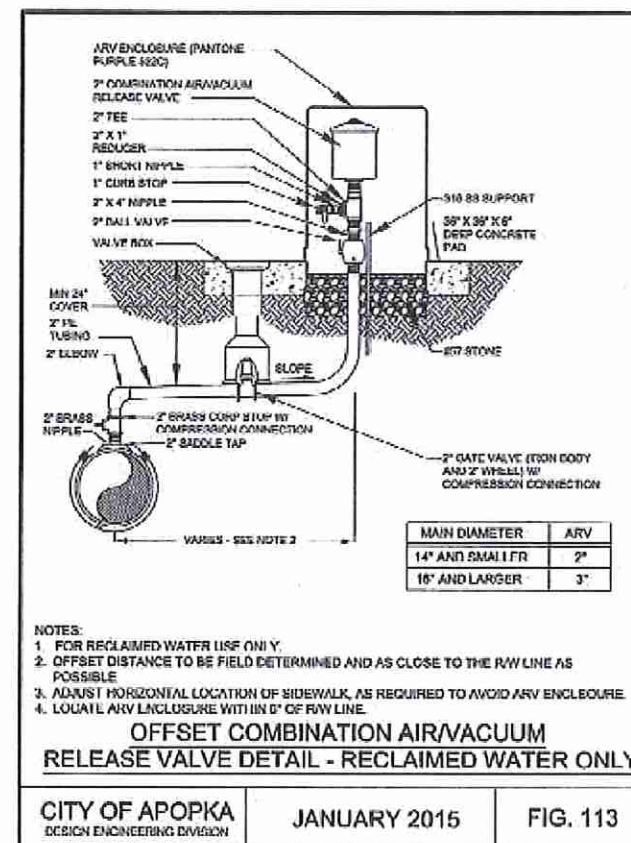 ARV ENCLOSURE (PANTONE
PURPLE 522C)
2" COMBINATION AIR/VACUUM
RELEASE VALVE
2" TEE
2" X 1"
REDUCER
1" SHORT NIPPLE
1" CURB STOP
2" X 4" NIPPLE
2" BALL VALVE
VALVE BOX
316 SS SUPPORT
36" X 36" X 6"
DEEP CONCRETE
PAD
MIN 24"
COVER
2" PE
TUBING
2" ELBOW
#57 STONE
SLOPE
2" BRASS
NIPPLE
2" BRASS CORP STOP W/
COMPRESSION CONNECTION
2" SADDLE TAP
2" GATE VALVE (IRON BODY
AND 2" WHEEL) W/
COMPRESSION CONNECTION
VARIES - SEE NOTE 2
MAIN DIAMETER ARV
14" AND SMALLER 2"
16" AND LARGER 3"
NOTES:
1. FOR RECLAIMED WATER USE ONLY.
2. OFFSET DISTANCE TO BE FIELD DETERMINED AND AS CLOSE TO THE R/W LINE AS
POSSIBLE
3. ADJUST HORIZONTAL LOCATION OF SIDEWALK, AS REQUIRED TO AVOID ARV ENCLOSURE.
4. LOCATE ARV ENCLOSURE WITHIN OF R/W LINE.
OFFSET COMBINATION AIR/VACUUM
RELEASE VALVE DETAIL - RECLAIMED WATER ONLY
CITY OF APOPKA
DESIGN ENGINEERING DIVISION
JANUARY 2015
FIG. 113